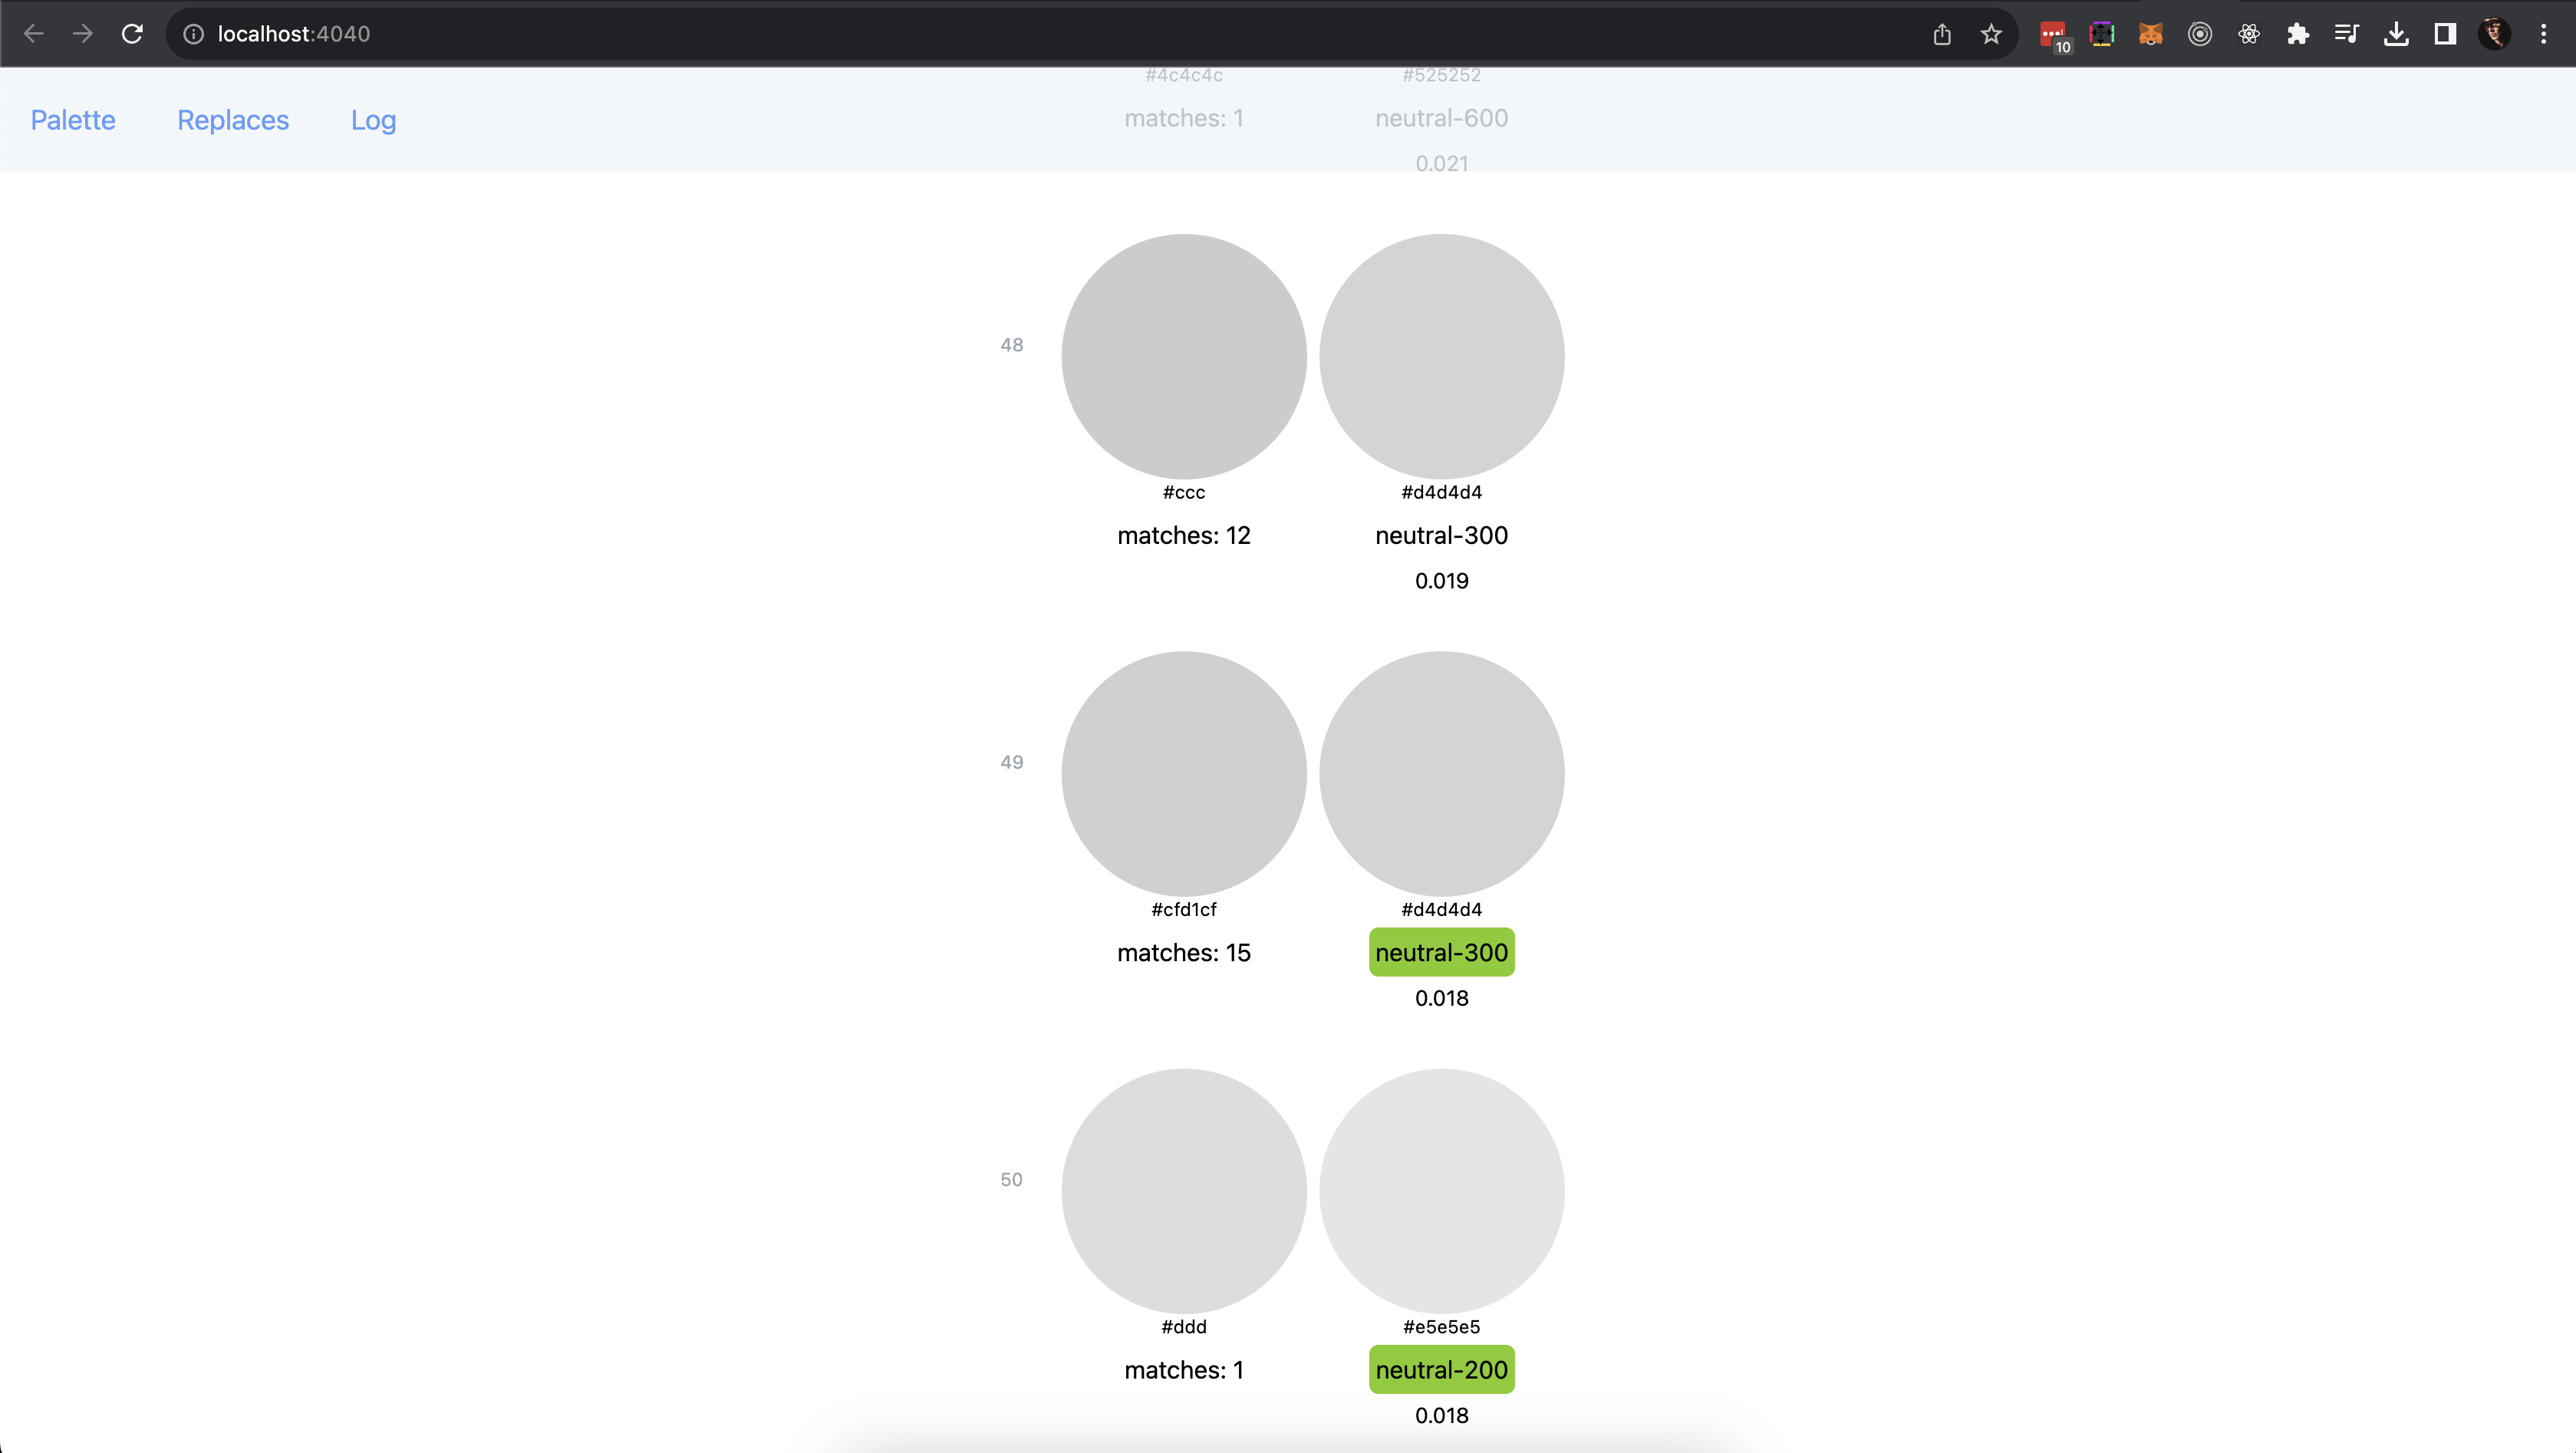 localhost:4040
10
Palette
Replaces
Log
#4c4c4c
#525252
matches: 1
neutral-600
0.021
48
#ccc
#d4d4d4
matches: 12
neutral-300
0.019
49
#cfd1cf
#d4d4d4
matches: 15
neutral-300
0.018
50
#ddd
#e5e5e5
matches: 1
neutral-200
0.018